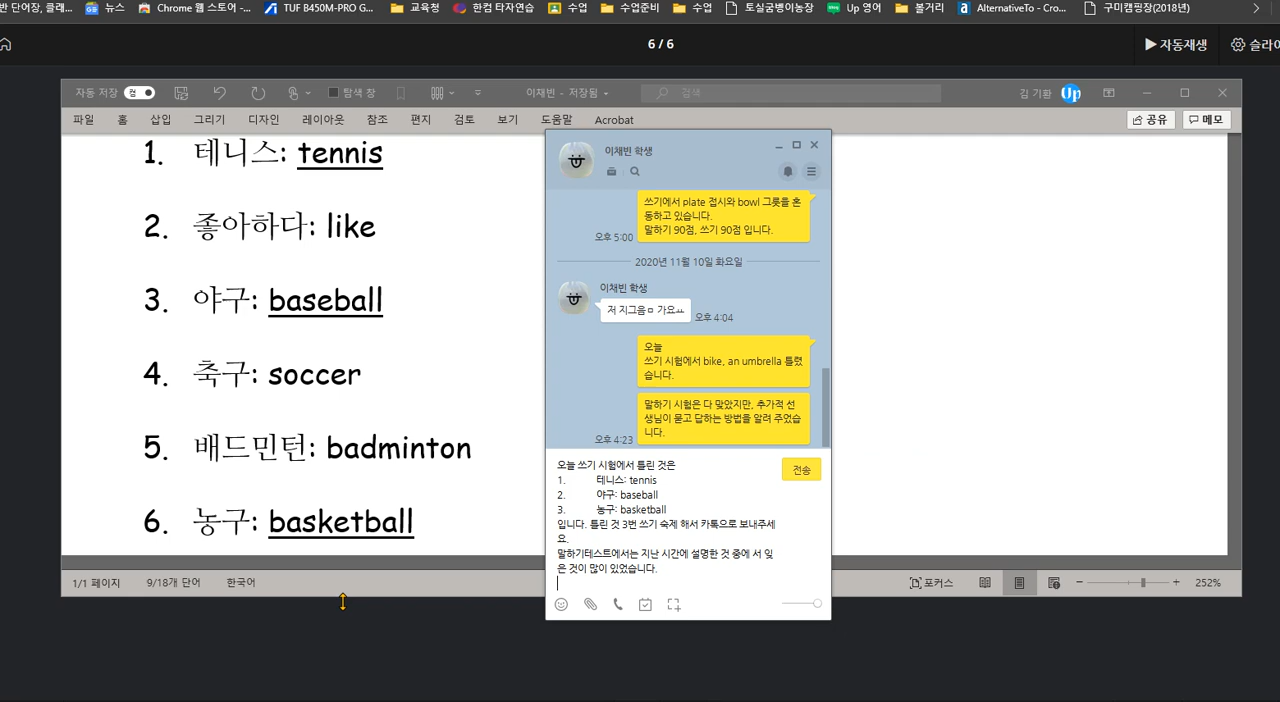 반 단어장, 클래... 뉴스 Chrome 웹 스토어 -... TUF B450M-PRO G... 교육청 한컴 타자연습 수업 수업준비 수업 토실굼벵이농장 Up 영어 볼거리 AlternativeTo - Cro... 구미캠핑장(2018년)
6 / 6
자동재생
슬라이
자동 저장 탐색 창 이채빈 - 저장됨 검색 김 기환 Up
파일 홈 삽입 그리기 디자인 레이아웃 참조 편지 검토 보기 도움말 Acrobat 공유 메모
1. 테니스: tennis
2. 좋아하다: like
3. 야구: baseball
4. 축구: soccer
5. 배드민턴: badminton
6. 농구: basketball
이채빈 학생
쓰기에서 plate 접시와 bowl 그릇을 혼
동하고 있습니다.
말하기 90점, 쓰기 90점 입니다.
오후 5:00
2020년 11월 10일 화요일
이채빈 학생
저 지그음ㅁ 가요ㅛ
오후 4:04
오늘
쓰기 시험에서 bike, an umbrella 틀렸
습니다.
말하기 시험은 다 맞았지만, 추가적 선
생님이 묻고 답하는 방법을 알려 주었습
니다.
오후 4:23
오늘 쓰기 시험에서 틀린 것은
1. 테니스: tennis
2. 야구: baseball
3. 농구: basketball
입니다. 틀린 것 3번 쓰기 숙제 해서 카톡으로 보내주세
요.
말하기테스트에서는 지난 시간에 설명한 것 중에 서 잊
은 것이 많이 있었습니다.
전송
1/1 페이지 9/18개 단어 한국어 포커스 252%